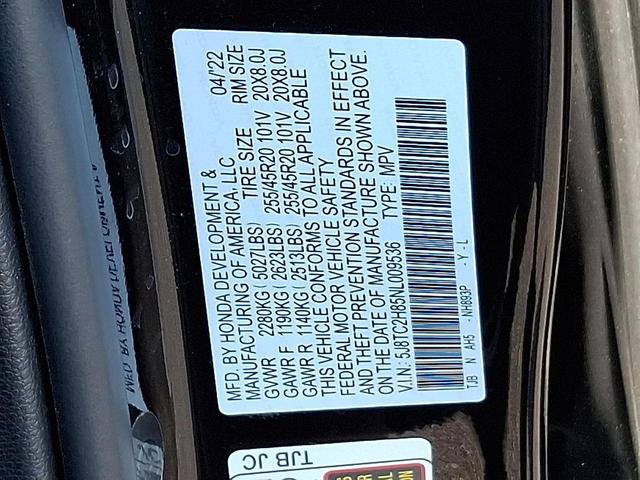 MFD. BY HONDA DEVELOPMENT & 04/22
MANUFACTURING OF AMERICA, LLC
TIRE SIZE RIM SIZE
GVWR 2280KG ( 5027LBS) 255/45R20 101V 20X8.0J
GAWR F 1190KG ( 2623LBS) 255/45R20 101V 20X8.0J
GAWR R 1140KG ( 2513LBS)
THIS VEHICLE CONFORMS TO ALL APPLICABLE
FEDERAL MOTOR VEHICLE SAFETY
AND THEFT PREVENTION STANDARDS IN EFFECT
ON THE DATE OF MANUFACTURE SHOWN ABOVE.
V.I.N.: 5J8TC2H85NL009536 TYPE: MPV
TJB N AH5 - NH893P - Y - L
TJB JC